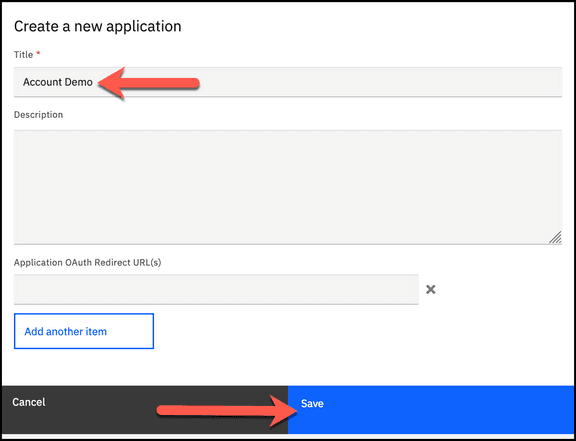 Create a new application
Title *
Account Demo
Description
Application OAuth Redirect URL(s)
Add another item
Cancel
Save